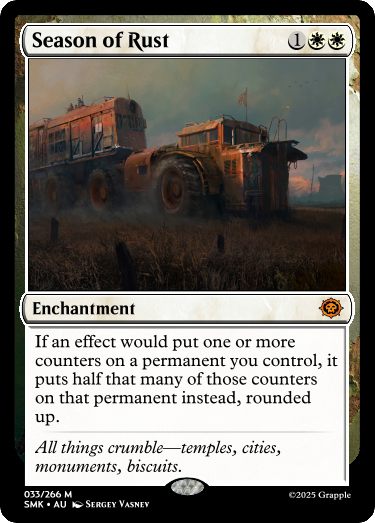 Season of Rust 1
Enchantment
If an effect would put one or more
counters on a permanent you control, it
puts half that many of those counters
on that permanent instead, rounded
up.
All things crumble—temples, cities,
monuments, biscuits.
033/266 M
SMK • AU Sergey Vasnev
©2025 Grapple